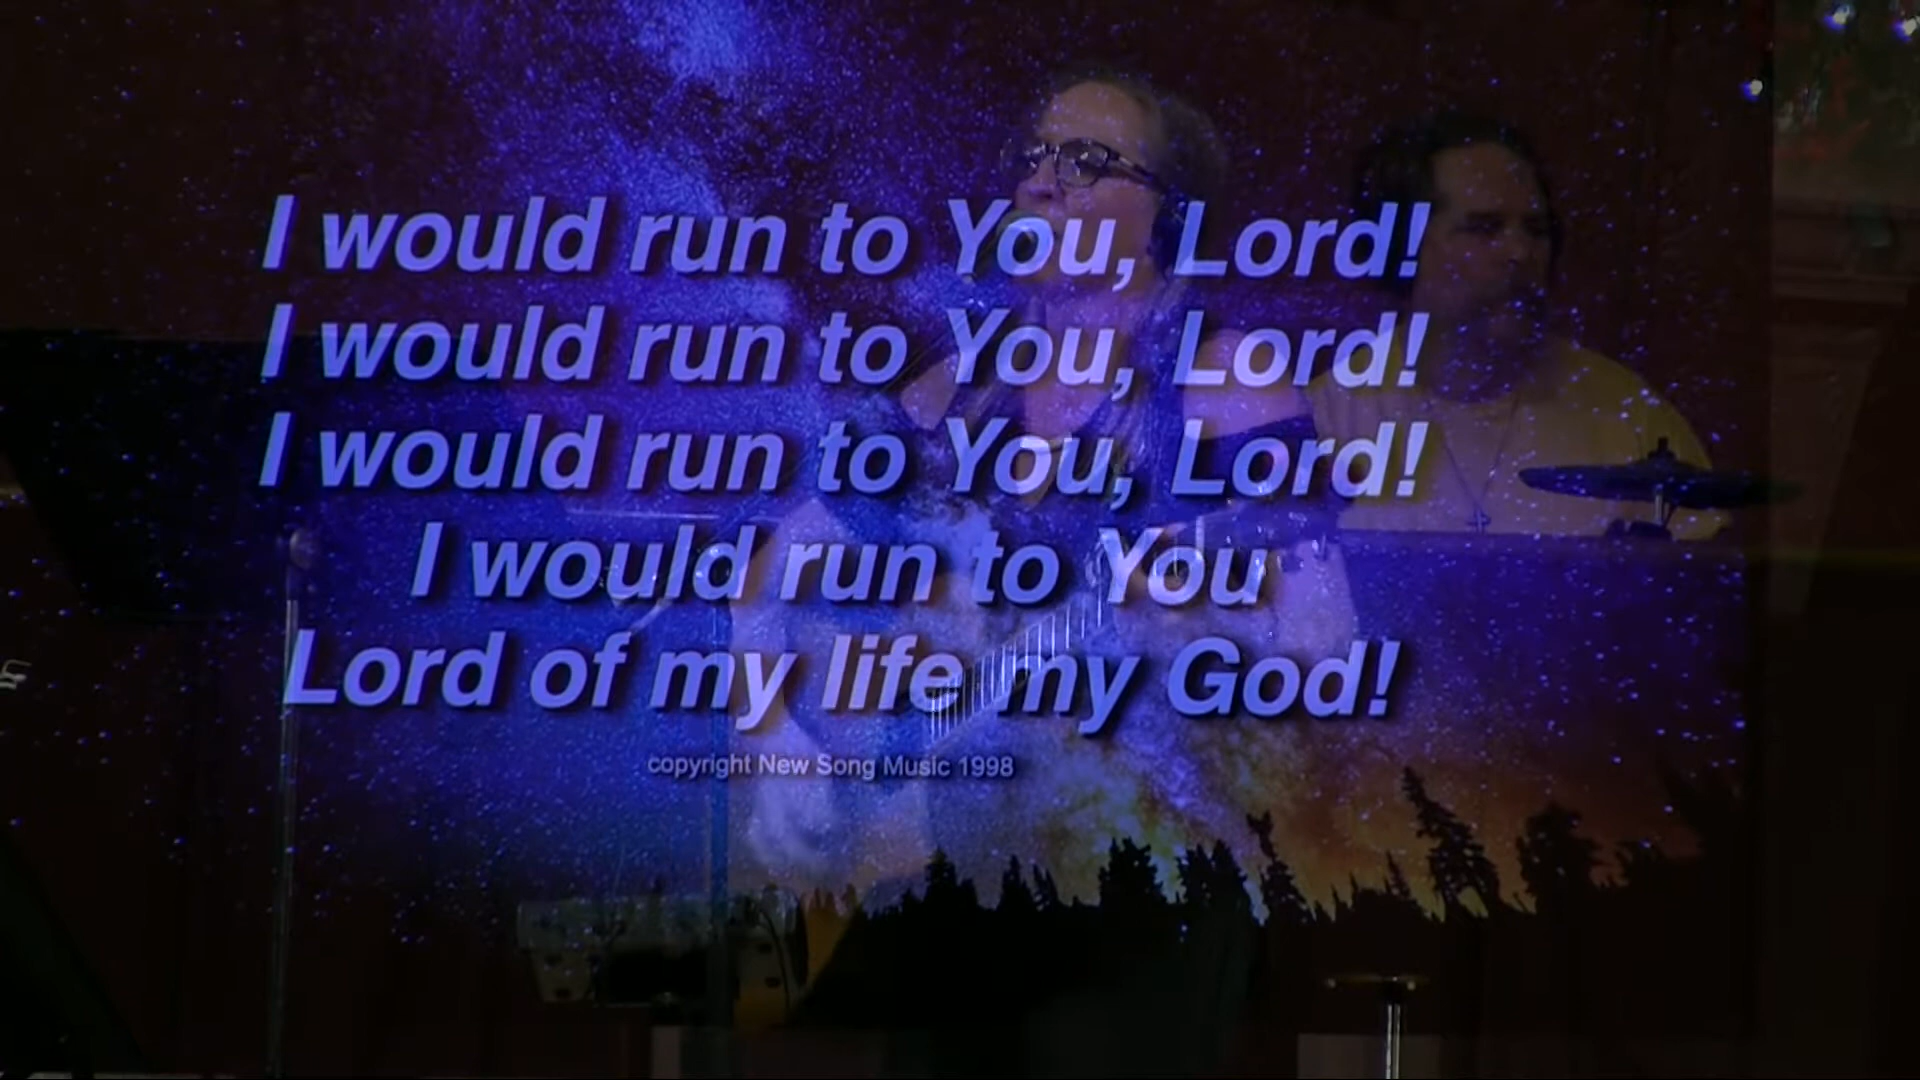 I would run to You, Lord!
I would run to You, Lord!
I would run to You, Lord!
I would run to You
Lord of my life my God!
copyright New Song Music 1998